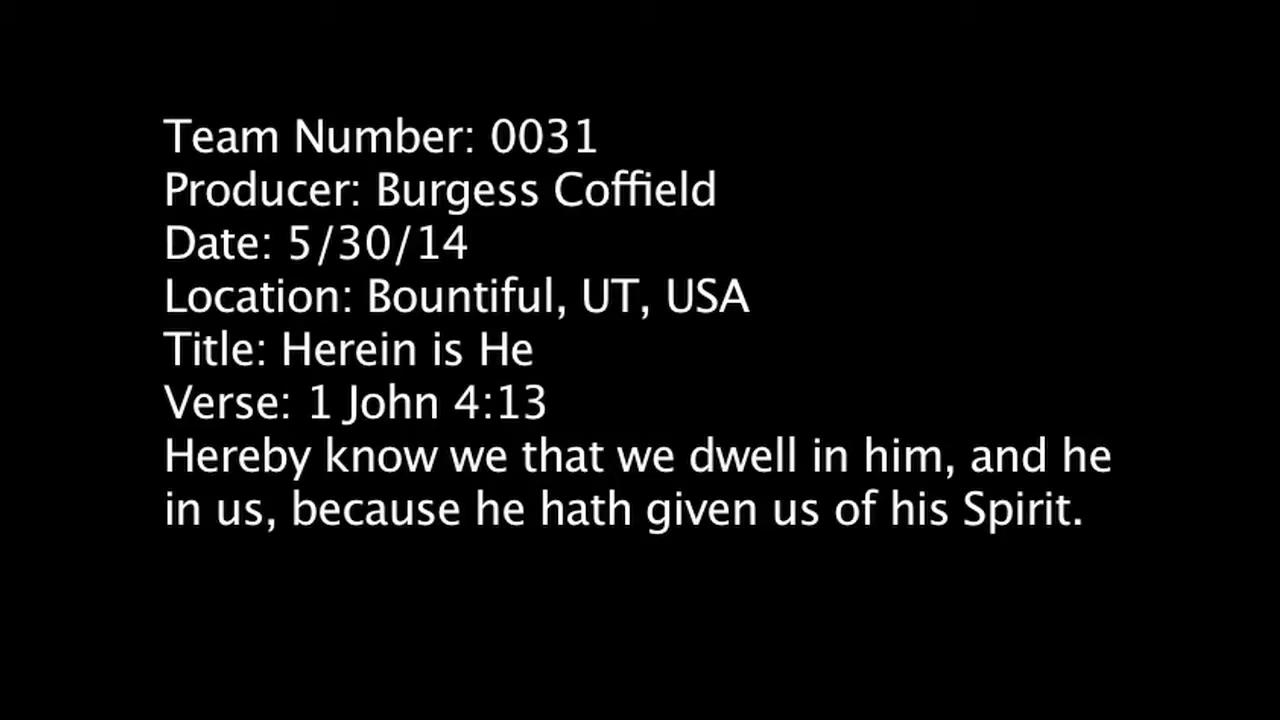 Team Number: 0031
Producer: Burgess Coffield
Date: 5/30/14
Location: Bountiful, UT, USA
Title: Herein is He
Verse: 1 John 4:13
Hereby know we that we dwell in him, and he
in us, because he hath given us of his Spirit.